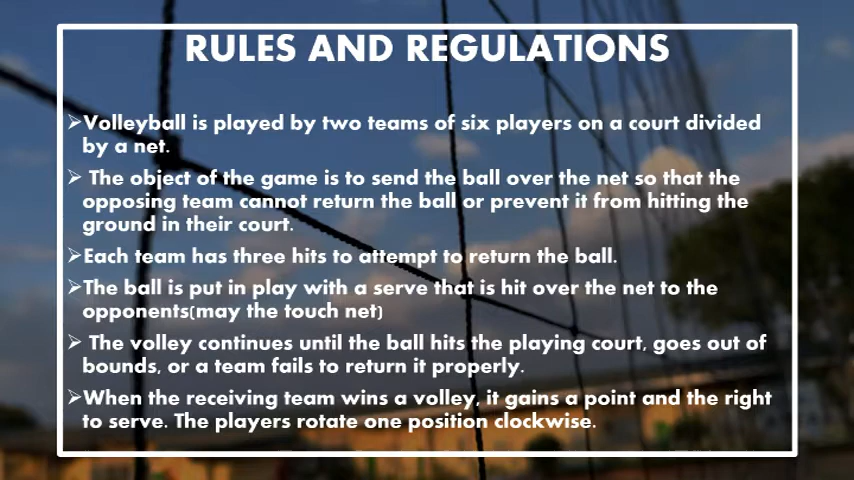 RULES AND REGULATIONS
➢Volleyball is played by two teams of six players on a court divided
by a net.
➢ The object of the game is to send the ball over the net so that the
opposing team cannot return the ball or prevent it from hitting the
ground in their court.
➢Each team has three hits to attempt to return the ball.
➢The ball is put in play with a serve that is hit over the net to the
opponents(may the touch net)
➢ The volley continues until the ball hits the playing court, goes out of
bounds, or a team fails to return it properly.
➢When the receiving team wins a volley, it gains a point and the right
to serve. The players rotate one position clockwise.